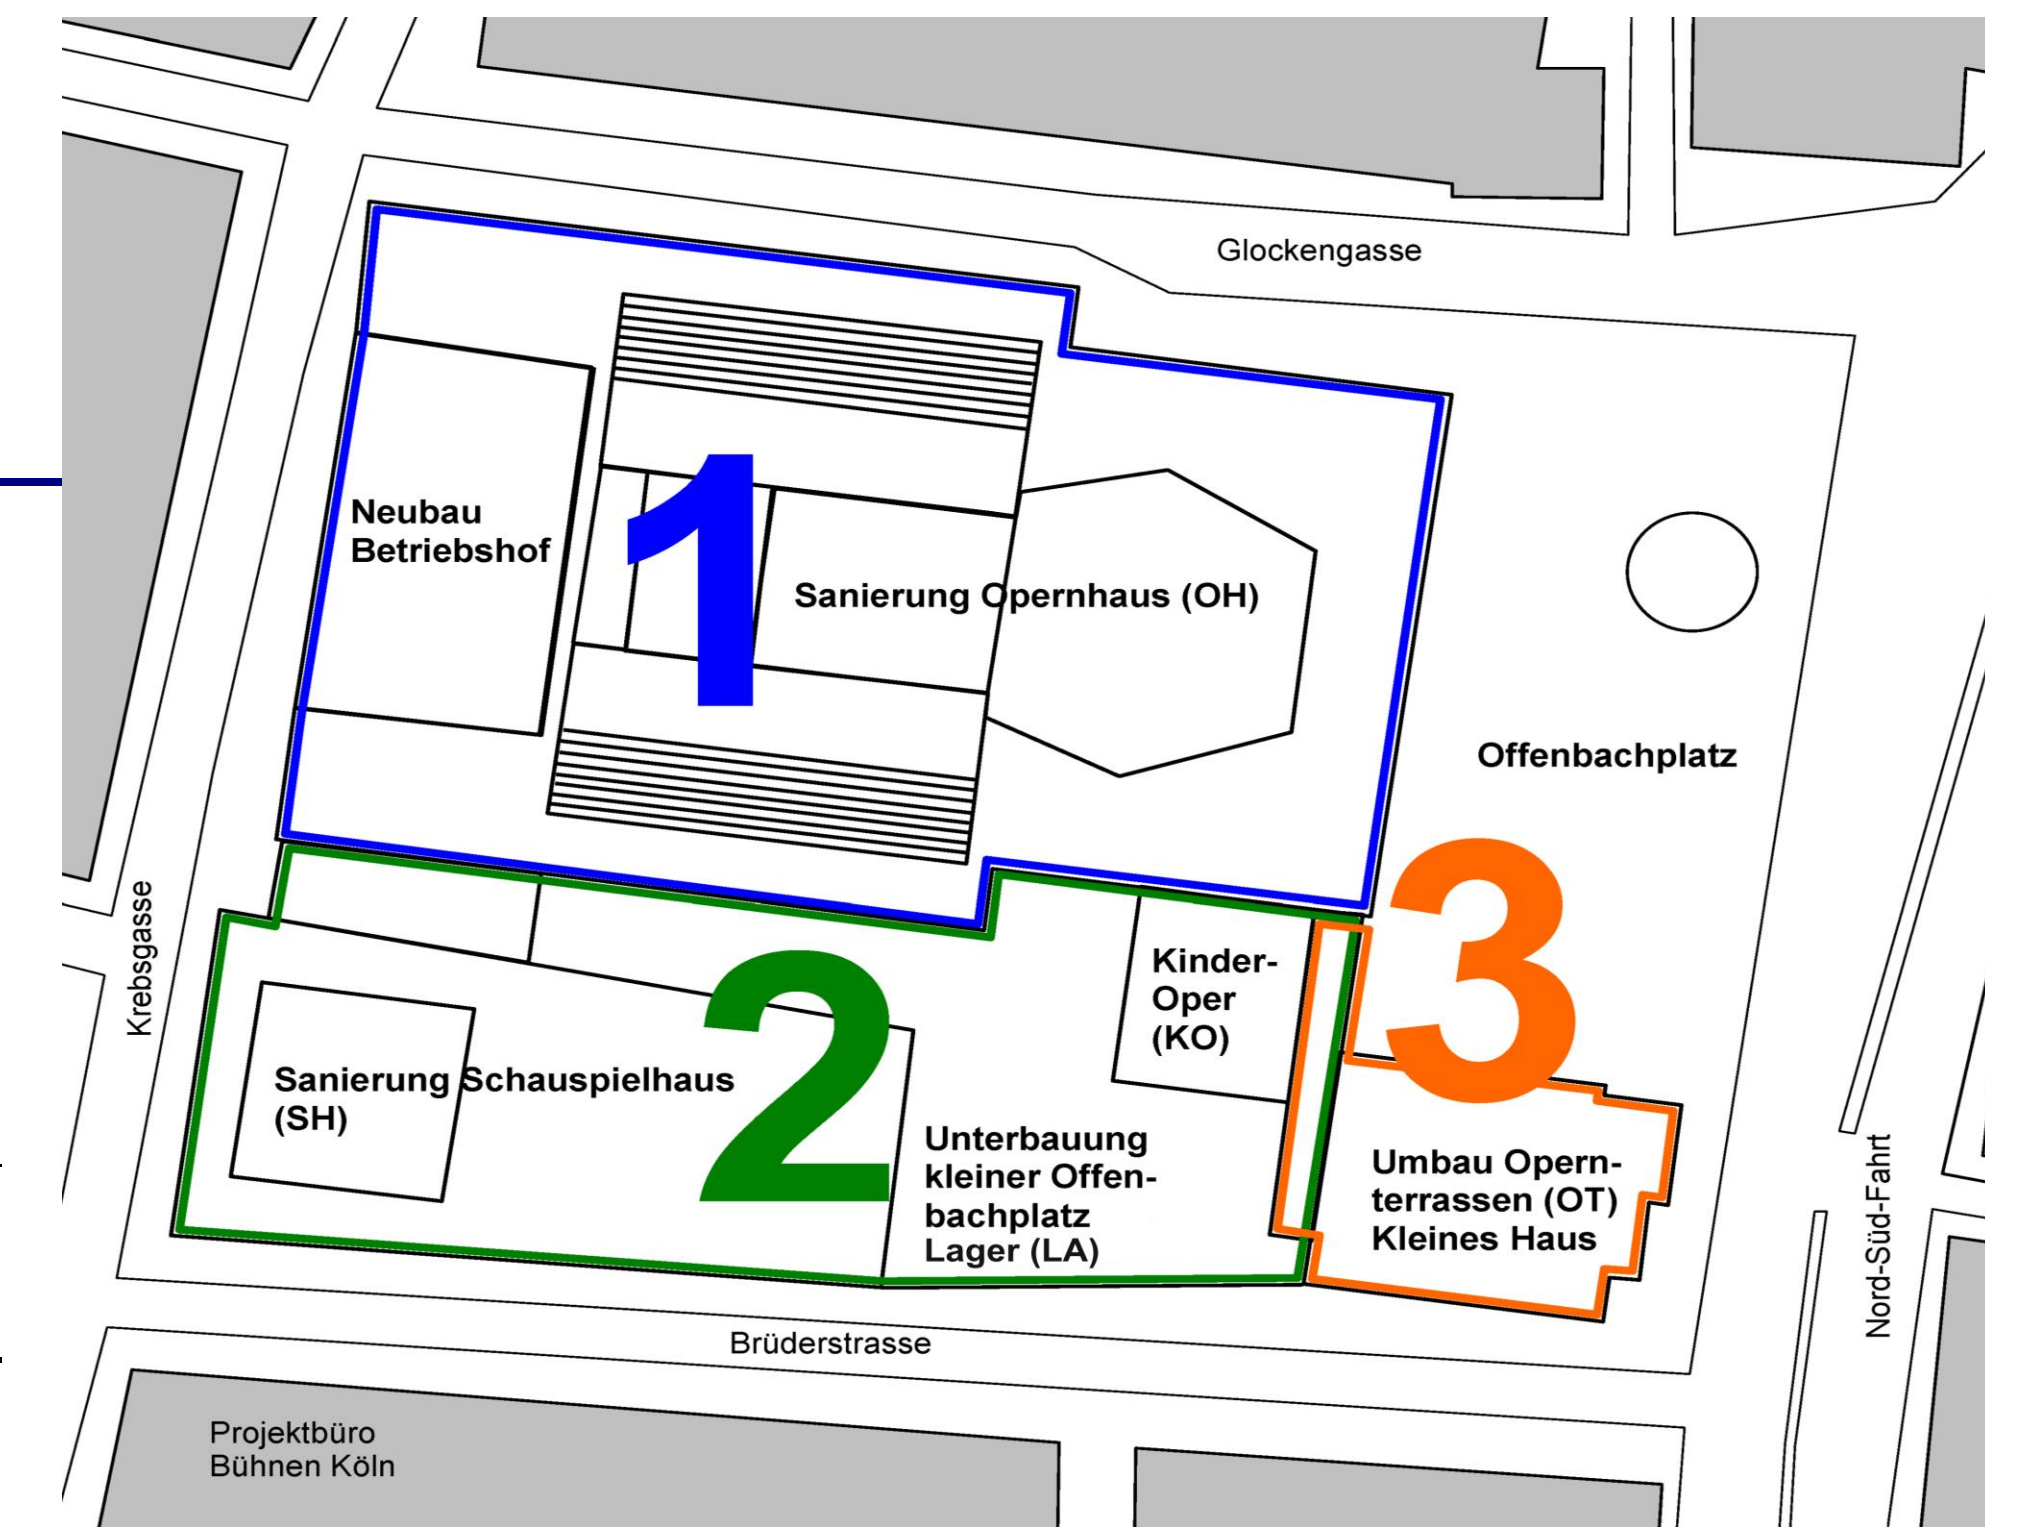 Glockengasse
Neubau
Betriebshof
1
Sanierung Opernhaus (OH)
Offenbachplatz
3
Krebsgasse
2
Kinder-
Oper
(KO)
Sanierung Schauspielhaus
(SH)
Unterbauung
kleiner Offen-
bachplatz
Lager (LA)
Umbau Opern-
terrassen (OT)
Kleines Haus
Nord-Süd-Fahrt
Brüderstrasse
Projektbüro
Bühnen Köln